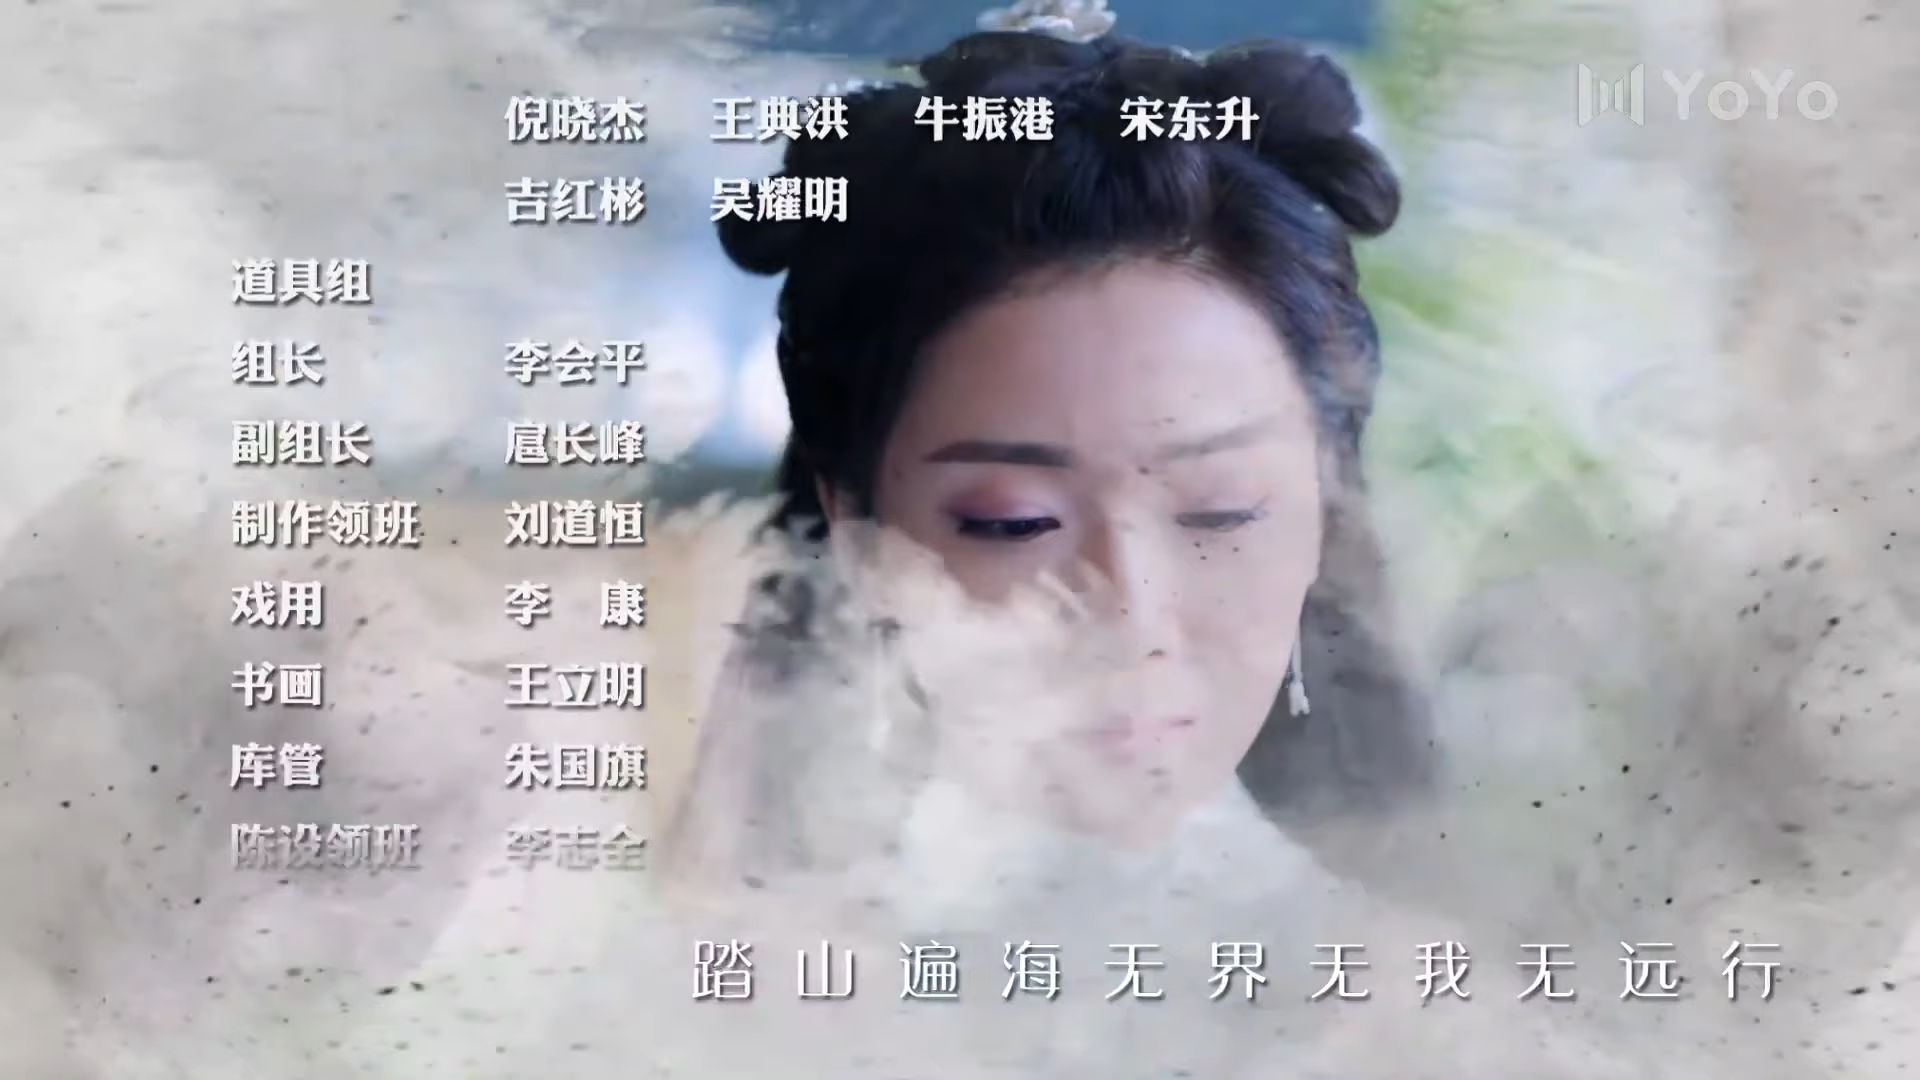 YoYo
倪晓杰 王典洪 牛振港 宋东升
吉红彬 吴耀明
道具组
组长 李会平
副组长 扈长峰
制作领班 刘道恒
戏用 李 康
书画 王立明
库管 朱国旗
陈设领班 李志全
踏山遍海无界无我无远行